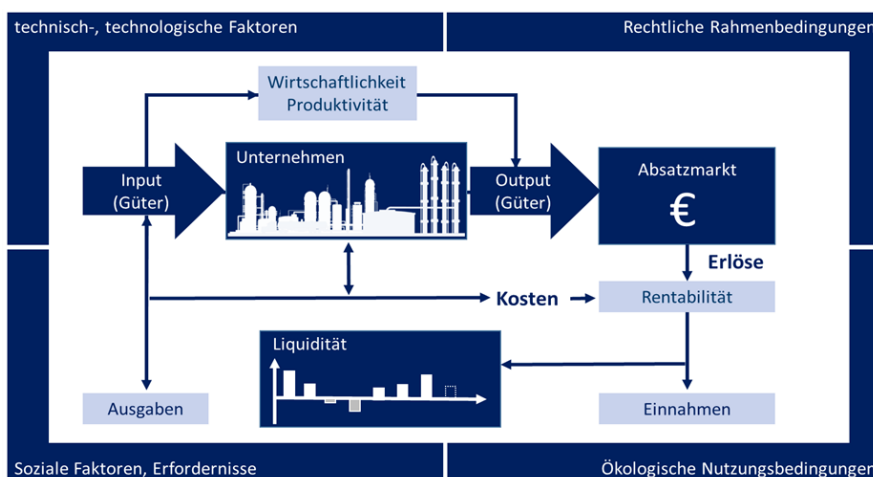 technisch-, technologische Faktoren
Rechtliche Rahmenbedingungen
Wirtschaftlichkeit
Produktivität
Input
(Güter)
Unternehmen
Output
(Güter)
Absatzmarkt
€
Erlöse
Kosten
Rentabilität
Liquidität
Ausgaben
Einnahmen
Soziale Faktoren, Erfordernisse
Ökologische Nutzungsbedingungen